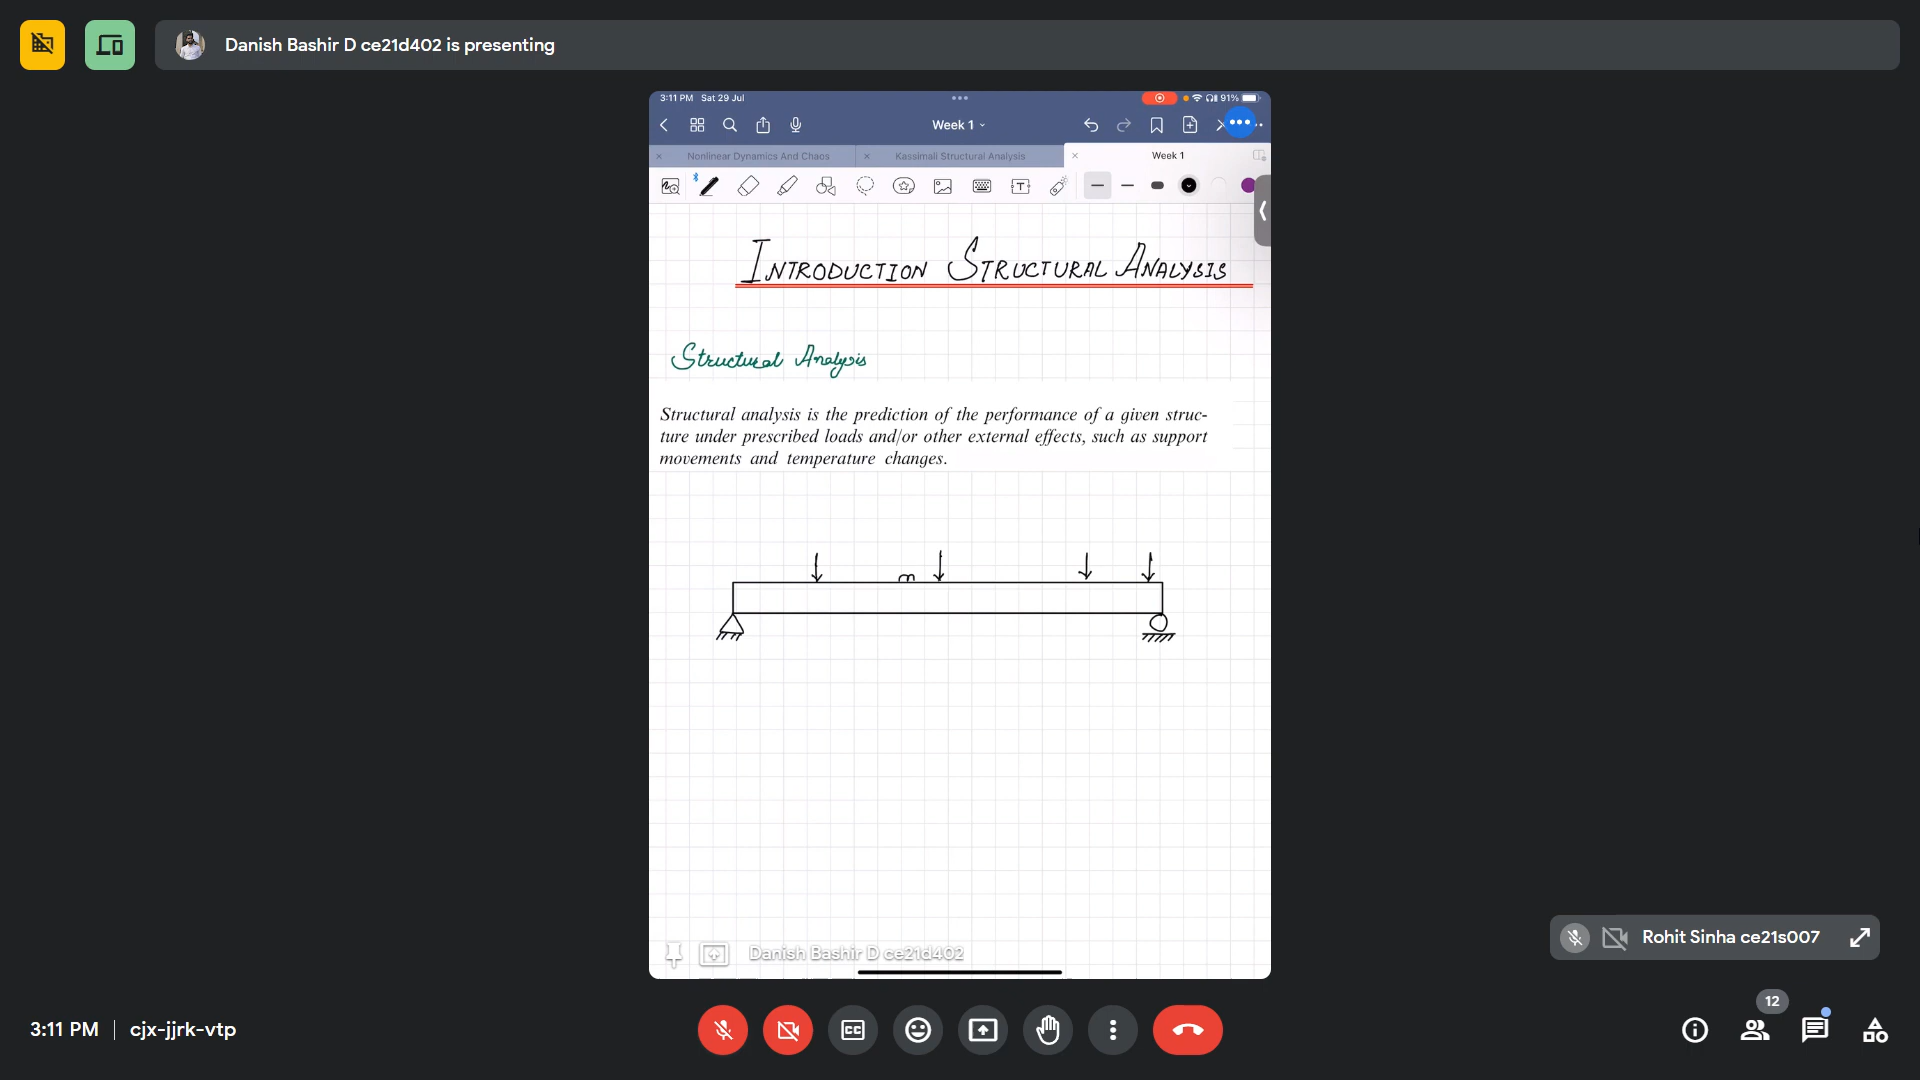 Danish Bashir D ce21d402 is presenting
3:11 PM Sat 29 Jul
91%
Week 1
Nonlinear Dynamics And Chaos
Kassimali Structural Analysis
Week 1
INTRODUCTION STRUCTURAL ANALYSIS
Structural Analysis
Structural analysis is the prediction of the performance of a given struc-
ture under prescribed loads and/or other external effects, such as support
movements and temperature changes.
Danish Bashir D ce21d402
Rohit Sinha ce21s007
3:11 PM | cjx-jjrk-vtp
CC
12